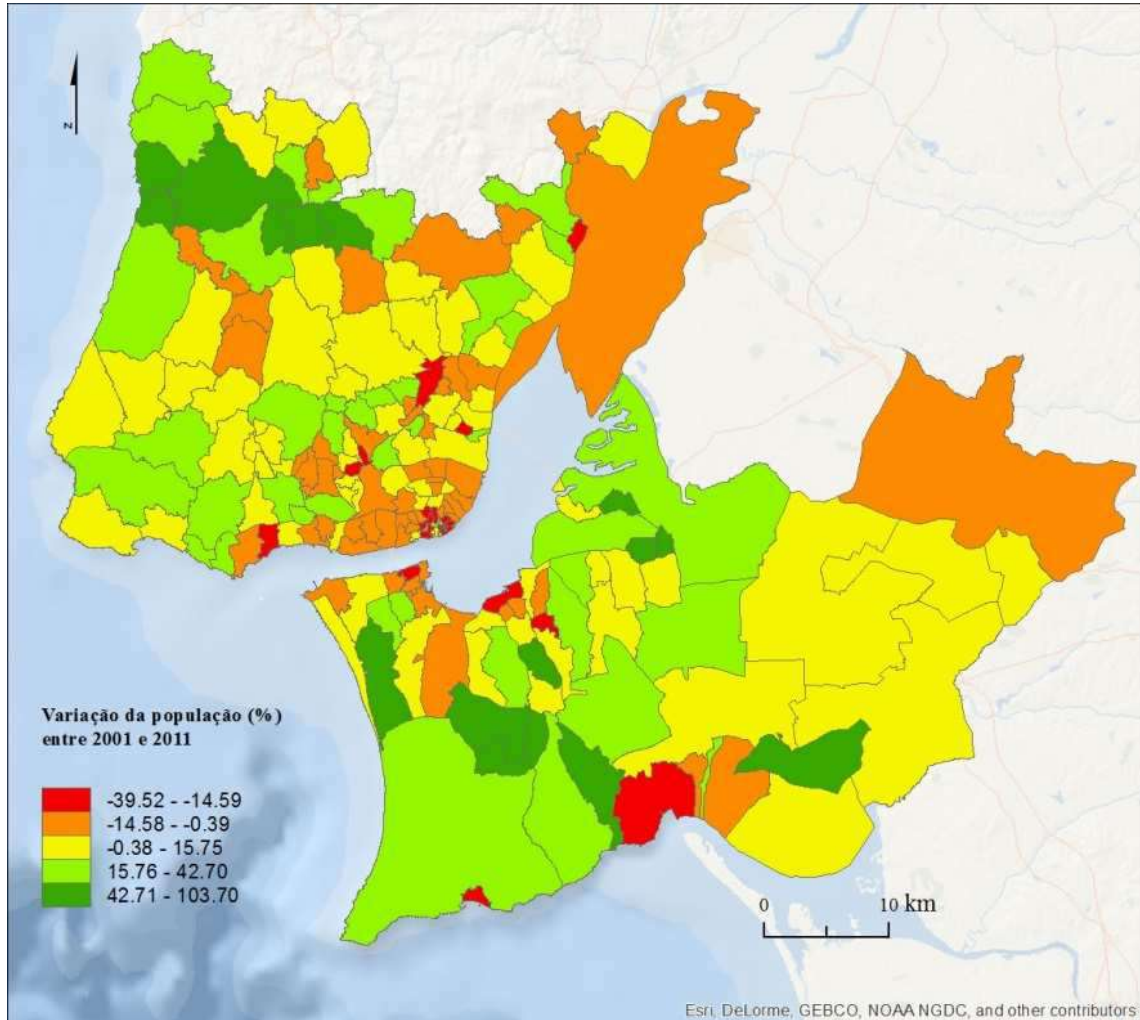 N
Variação da população (%)
entre 2001 e 2011
-39.52 - -14.59
-14.58 - -0.39
-0.38 - 15.75
15.76 - 42.70
42.71 - 103.70
0 10 km
Esri, DeLorme, GEBCO, NOAA NGDC, and other contributors